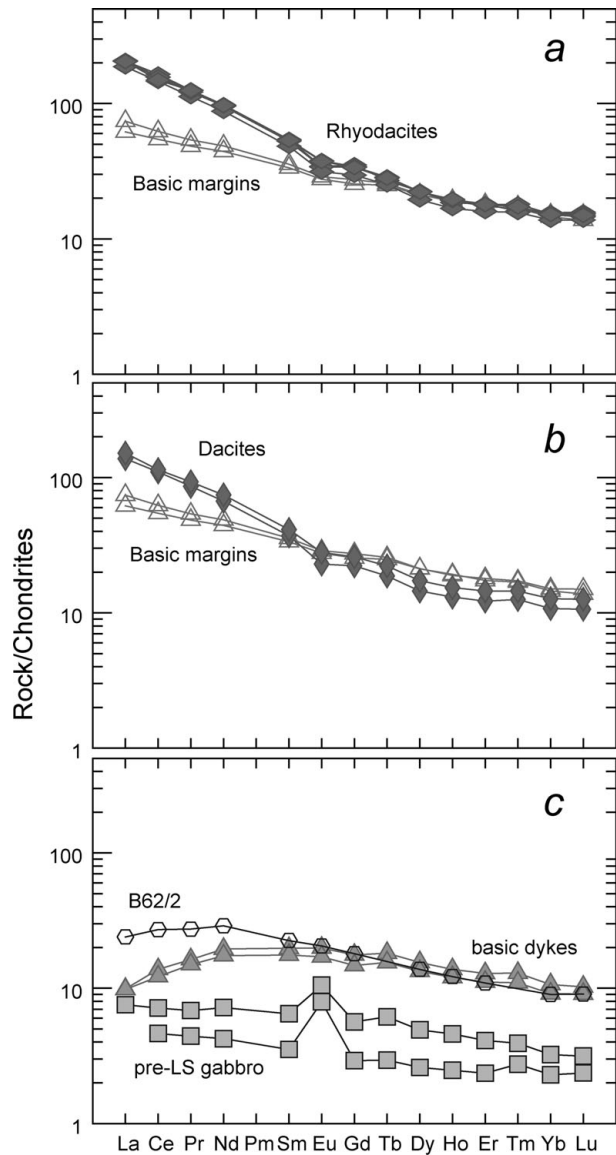 a
100
Rhyodacites
Basic margins
10
1
b
Dacites
100
Basic margins
10
1
Rock/Chondrites
c
100
B62/2
basic dykes
10
pre-LS gabbro
1
La Ce Pr Nd Pm Sm Eu Gd Tb Dy Ho Er Tm Yb Lu